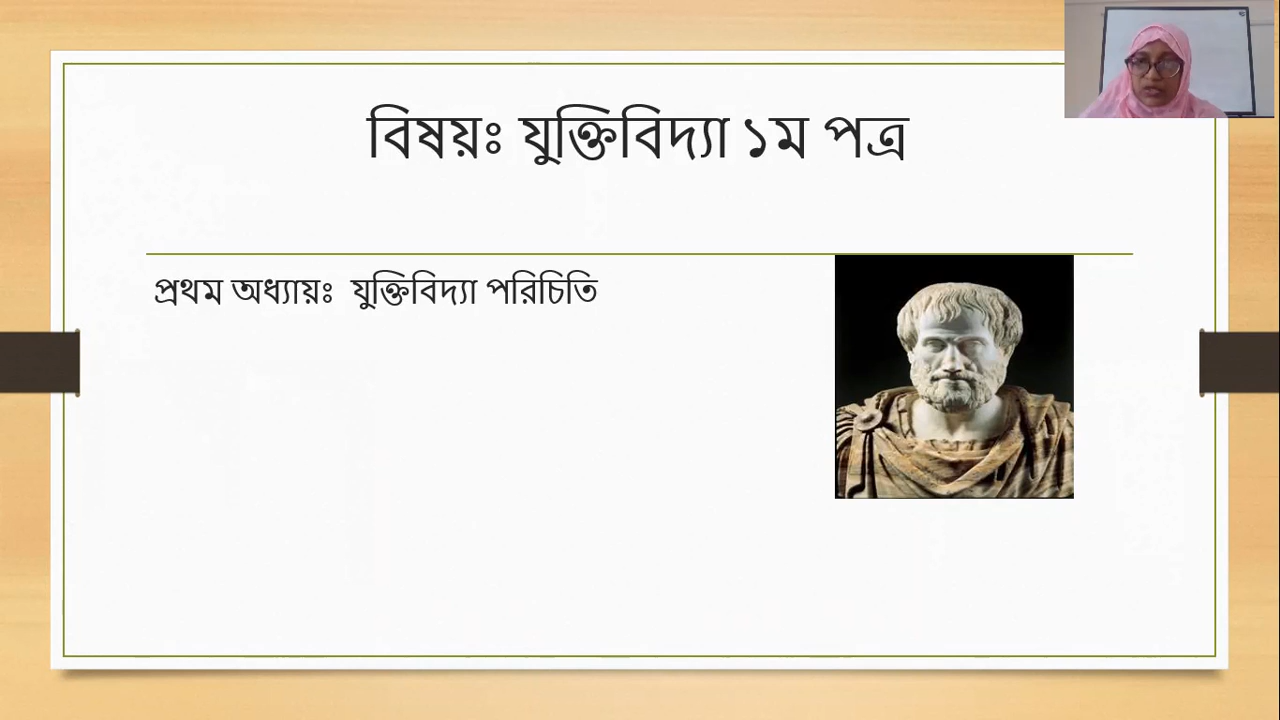 বিষয়ঃ যুক্তিবিদ্যা ১ম পত্র
প্রথম অধ্যায়ঃ যুক্তিবিদ্যা পরিচিতি